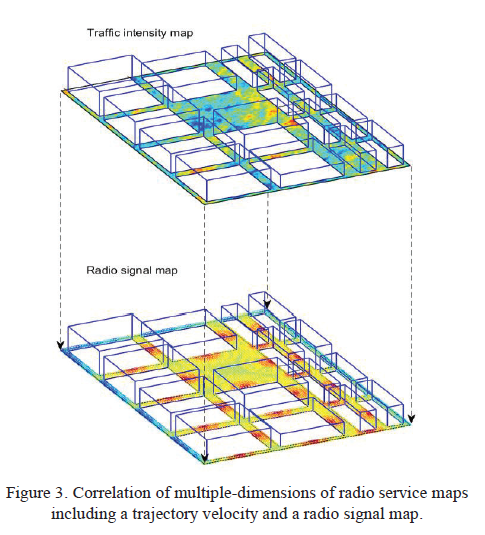 Traffic intensity map
Radio signal map
Figure 3. Correlation of multiple-dimensions of radio service maps
including a trajectory velocity and a radio signal map.